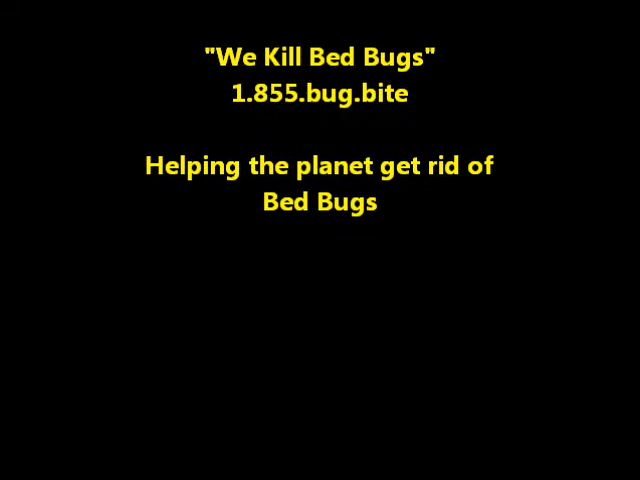 "We Kill Bed Bugs"
1.855.bug.bite
Helping the planet get rid of
Bed Bugs